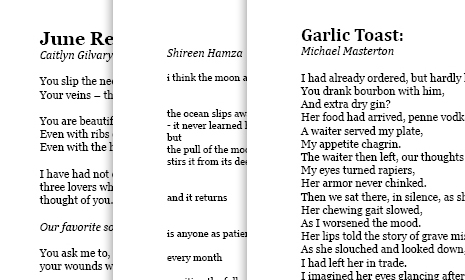 June Re
Caitlyn Gilvary
You slip the nee
Your veins – th
You are beautif
Even with ribs
Even with the h
I have had not
three lovers wh
thought of you.
Our favorite so
You ask me to,
your wounds w
Shireen Hamza
i think the moon a
the ocean slips aw
- it never learned h
but
the pull of the moo
stirs it from its dee
and it returns
is anyone as patien
every month
Garlic Toast:
Michael Masterton
I had already ordered, but hardly
You drank bourbon with him,
And extra dry gin?
Her food had arrived, penne vodk
A waiter served my plate,
My appetite chagrin.
The waiter then left, our thoughts
My eyes turned rapiers,
Her armor never chinked.
Then we sat there, in silence, as sh
Her chewing gait slowed,
As I worsened the mood.
Her lips told the story of grave mis
As she slouched and looked down
I had left her in trade.
I imagined her eyes glancing after